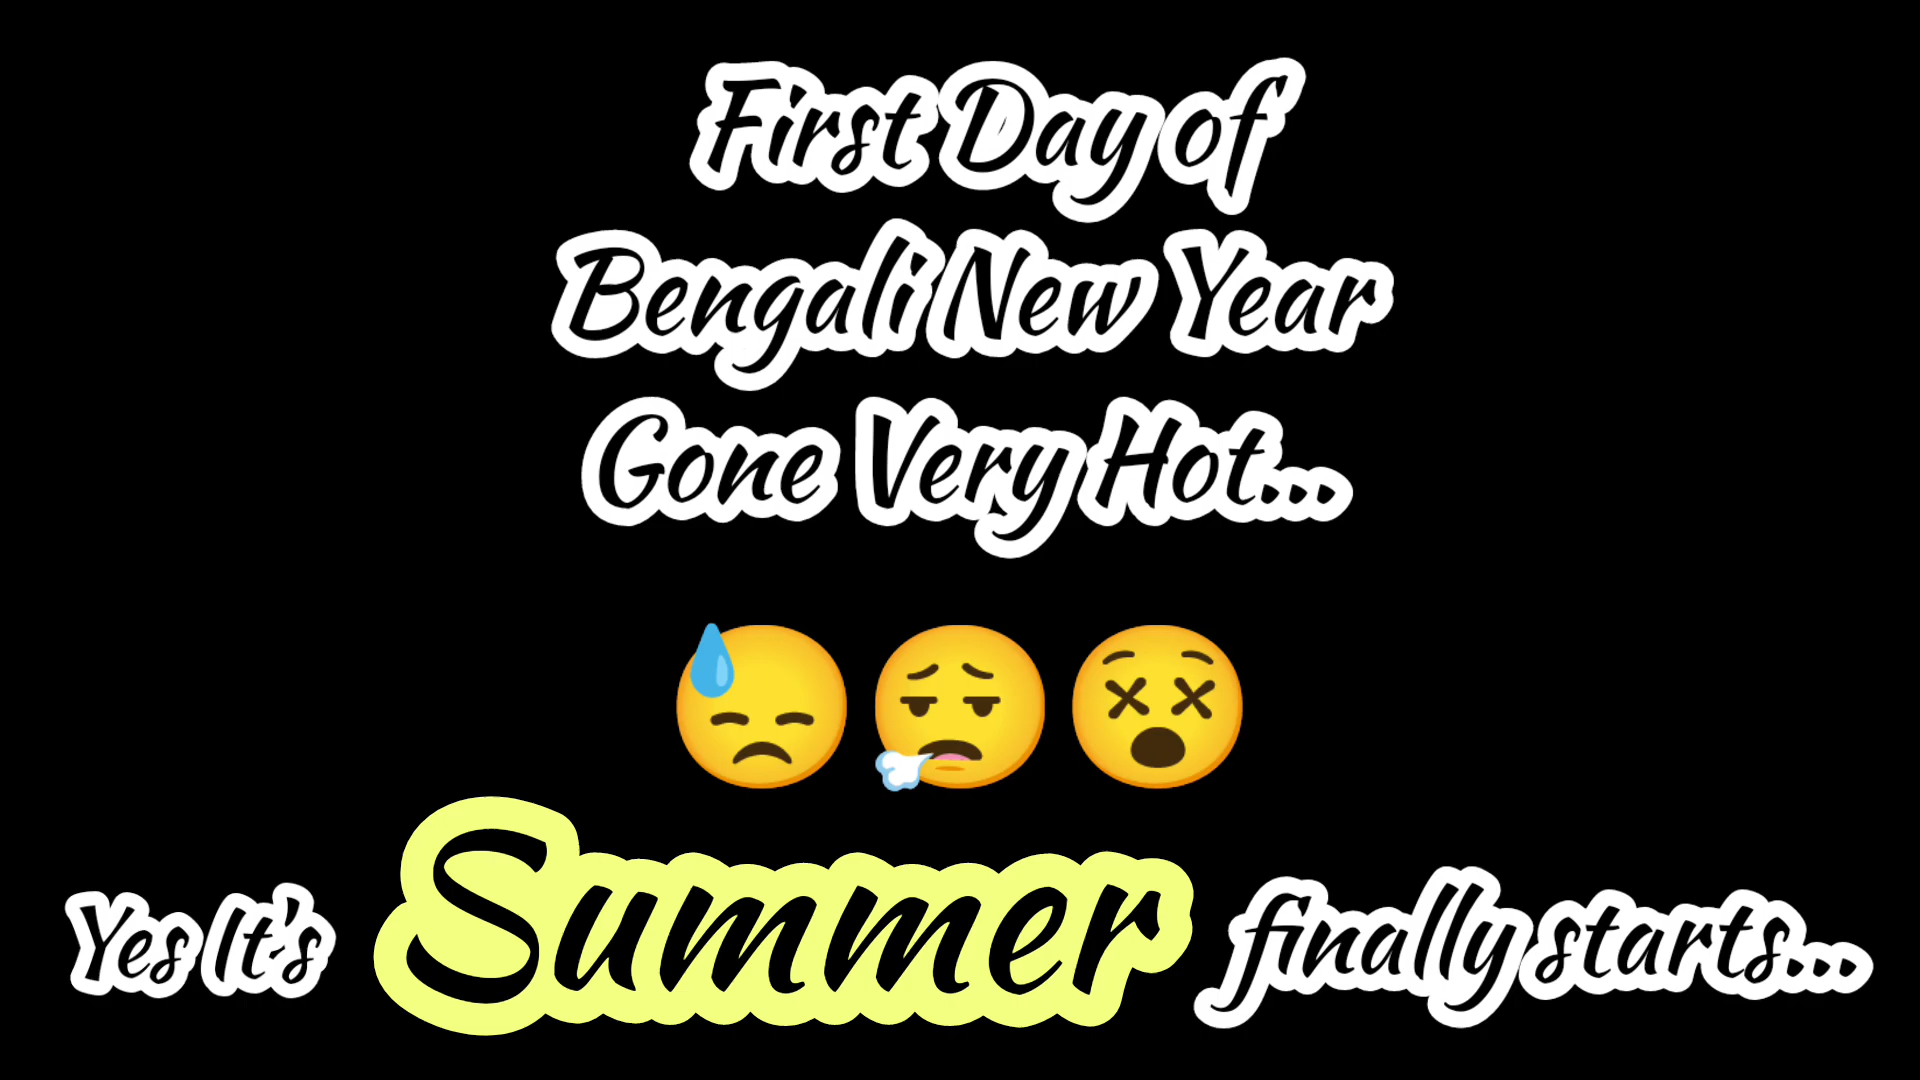 First Day of
Bengali New Year
Gone Very Hot...
Yes It's Summer finally starts...